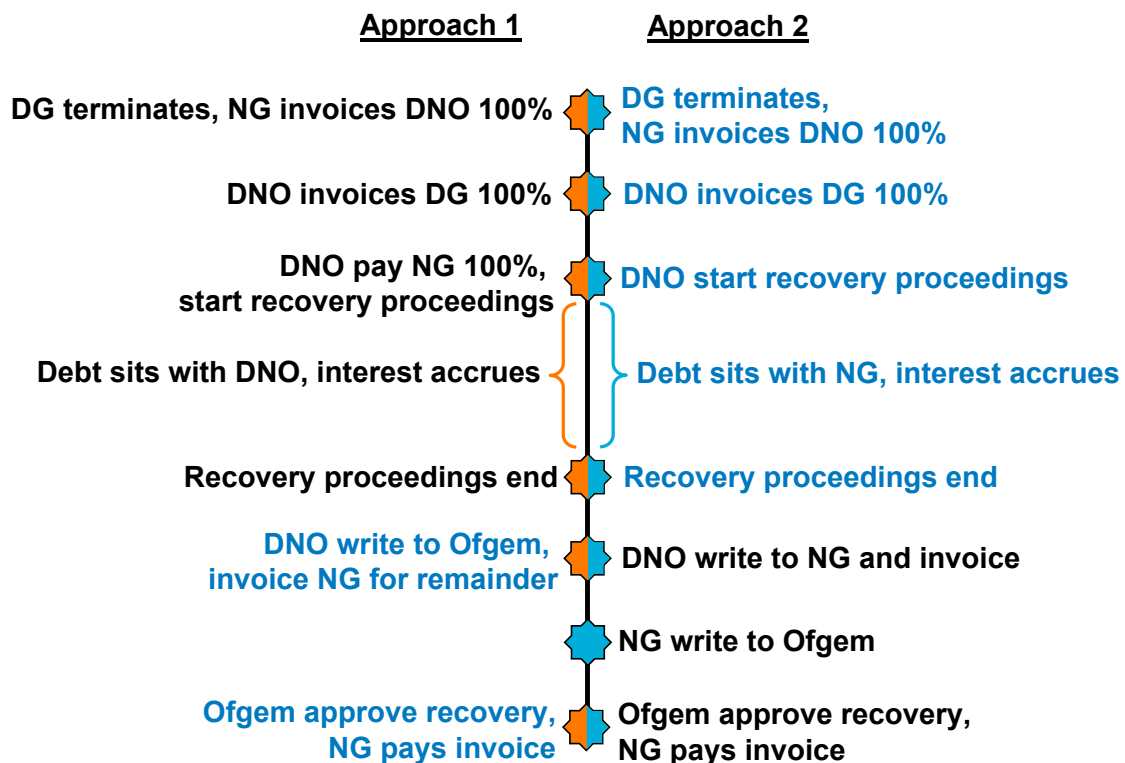 Approach 1
Approach 2
DG terminates, NG invoices DNO 100%
DG terminates,
NG invoices DNO 100%
DNO invoices DG 100%
DNO invoices DG 100%
DNO pay NG 100%,
start recovery proceedings
DNO start recovery proceedings
Debt sits with DNO, interest accrues
Debt sits with NG, interest accrues
Recovery proceedings end
Recovery proceedings end
DNO write to Ofgem,
invoice NG for remainder
DNO write to NG and invoice
NG write to Ofgem
Ofgem approve recovery,
NG pays invoice
Ofgem approve recovery,
NG pays invoice